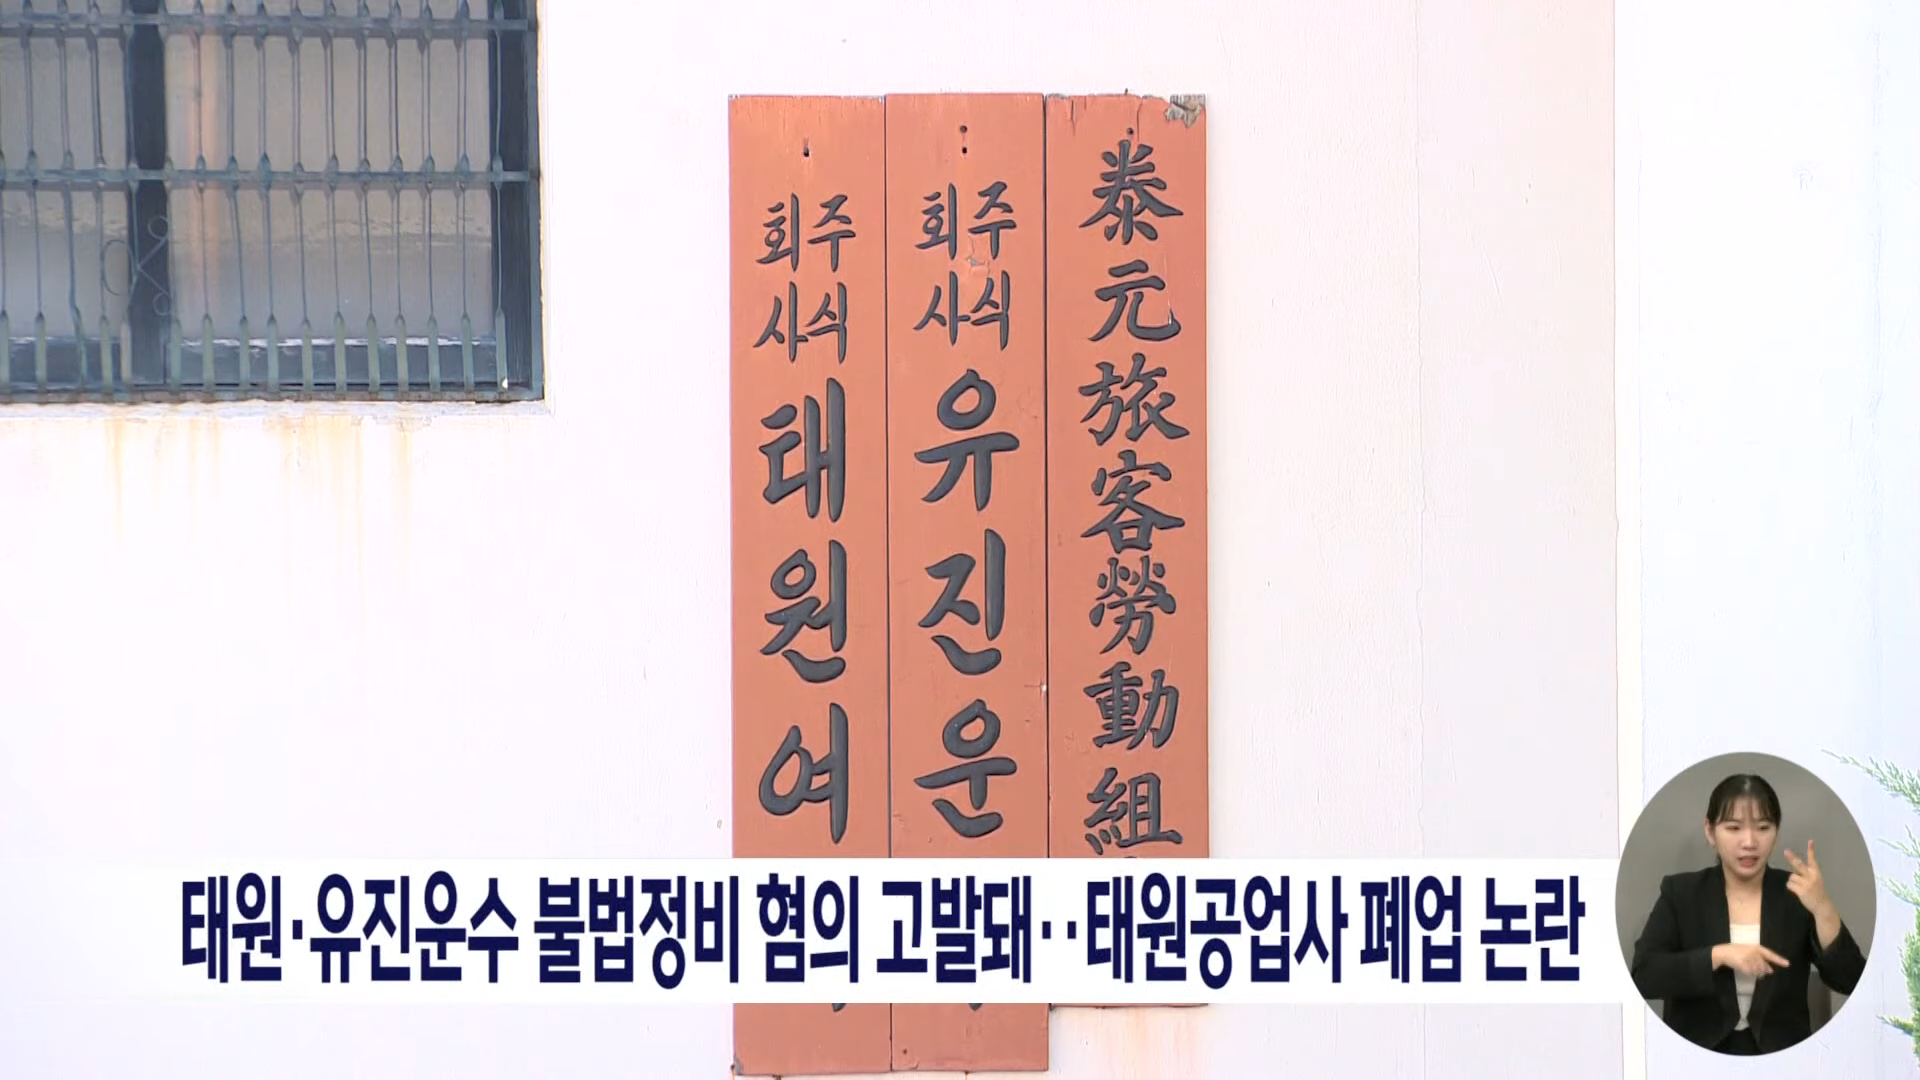 주식
회사
태원여
주식
회사
유진운
泰元旅客勞動組
태원·유진운수 불법정비 혐의 고발돼··태원공업사 폐업 논란